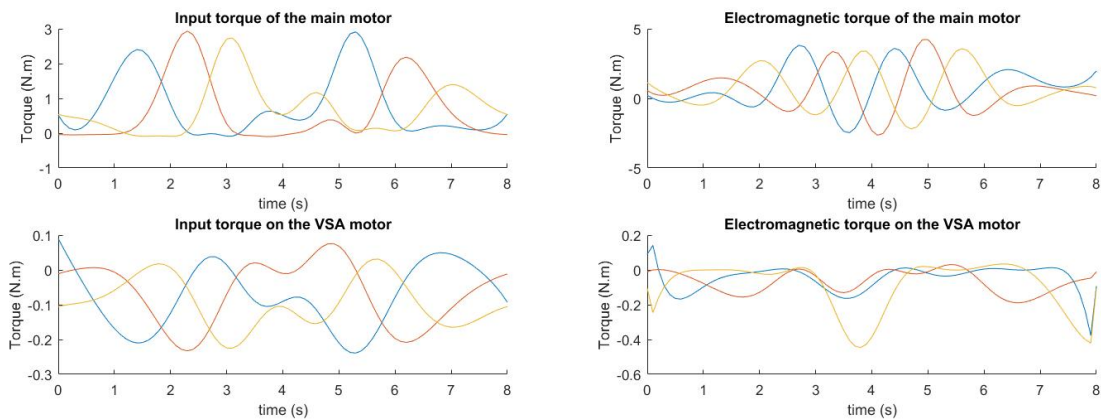 Input torque of the main motor
Torque (N.m)
3
2
1
0
-1
0 1 2 3 4 5 6 7 8
time (s)
Electromagnetic torque of the main motor
Torque (N.m)
5
0
-5
0 1 2 3 4 5 6 7 8
time (s)
Input torque on the VSA motor
Torque (N.m)
0.1
0
-0.1
-0.2
-0.3
0 1 2 3 4 5 6 7 8
time (s)
Electromagnetic torque on the VSA motor
Torque (N.m)
0.2
0
-0.2
-0.4
-0.6
0 1 2 3 4 5 6 7 8
time (s)